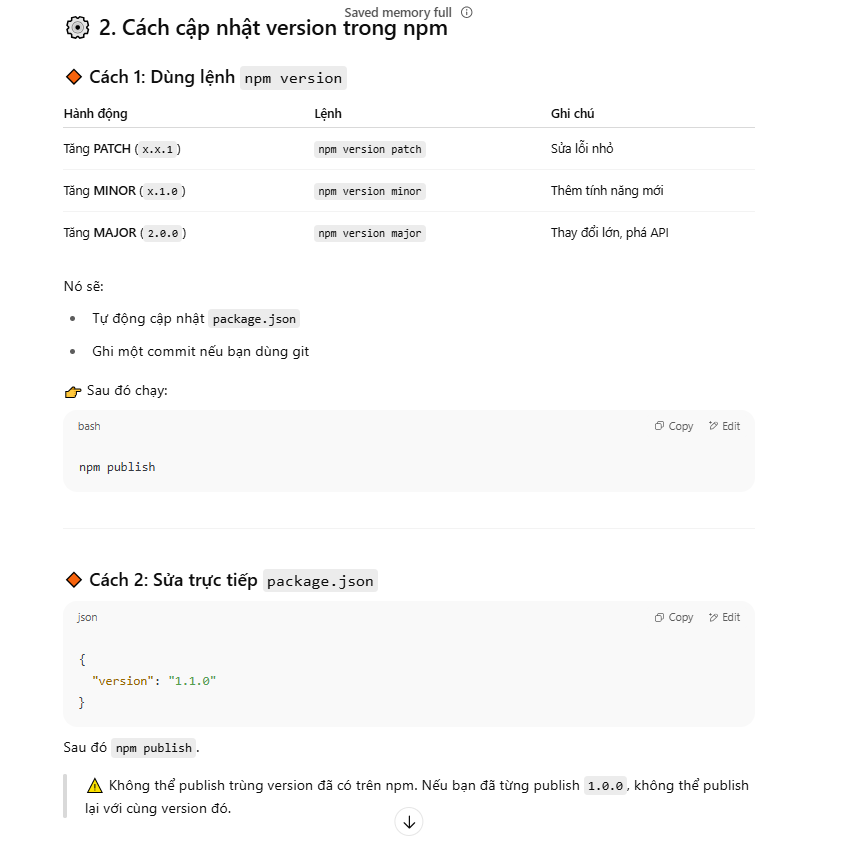 Saved memory full
2. Cách cập nhật version trong npm
Cách 1: Dùng lệnh npm version
Hành động Lệnh Ghi chú
Tăng PATCH ( x.x.1 ) npm version patch Sửa lỗi nhỏ
Tăng MINOR ( x.1.0 ) npm version minor Thêm tính năng mới
Tăng MAJOR ( 2.0.0 ) npm version major Thay đổi lớn, phá API
Nó sẽ:
• Tự động cập nhật package.json
• Ghi một commit nếu bạn dùng git
👉 Sau đó chạy:
bash Copy Edit
npm publish
Cách 2: Sửa trực tiếp package.json
json Copy Edit
{
"version": "1.1.0"
}
Sau đó npm publish .
⚠️ Không thể publish trùng version đã có trên npm. Nếu bạn đã từng publish 1.0.0 , không thể publish
lại với cùng version đó.